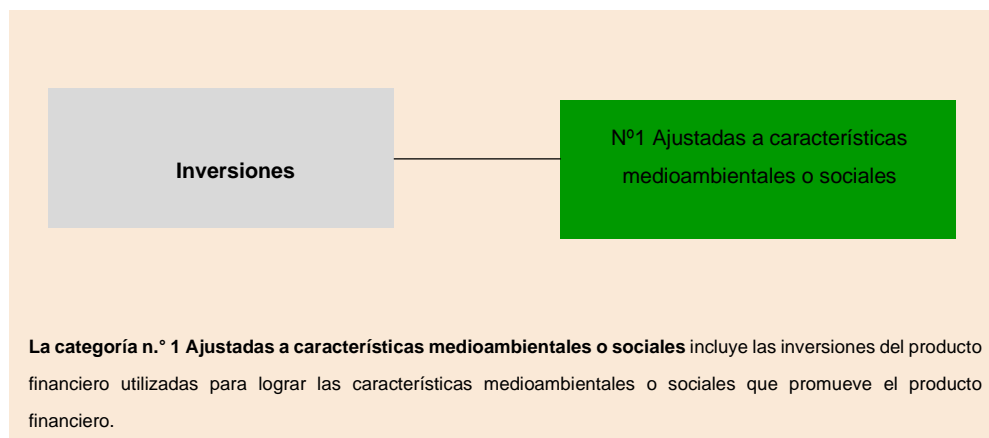 Inversiones
Nº1 Ajustadas a características
medioambientales o sociales
La categoría n.° 1 Ajustadas a características medioambientales o sociales incluye las inversiones del producto
financiero utilizadas para lograr las características medioambientales o sociales que promueve el producto
financiero.